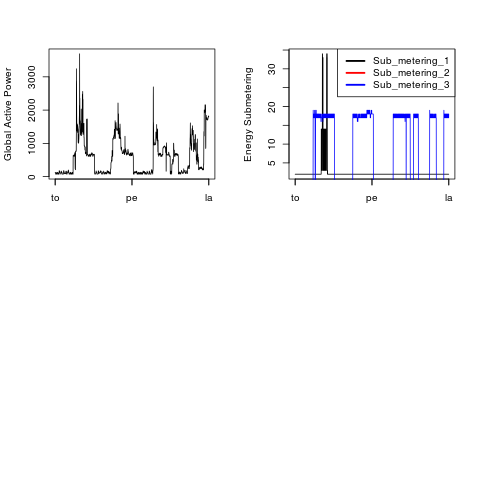 Global Active Power
0 1000 2000 3000
to pe la
Energy Submetering
5 10 20 30
to pe la
Sub_metering_1
Sub_metering_2
Sub_metering_3